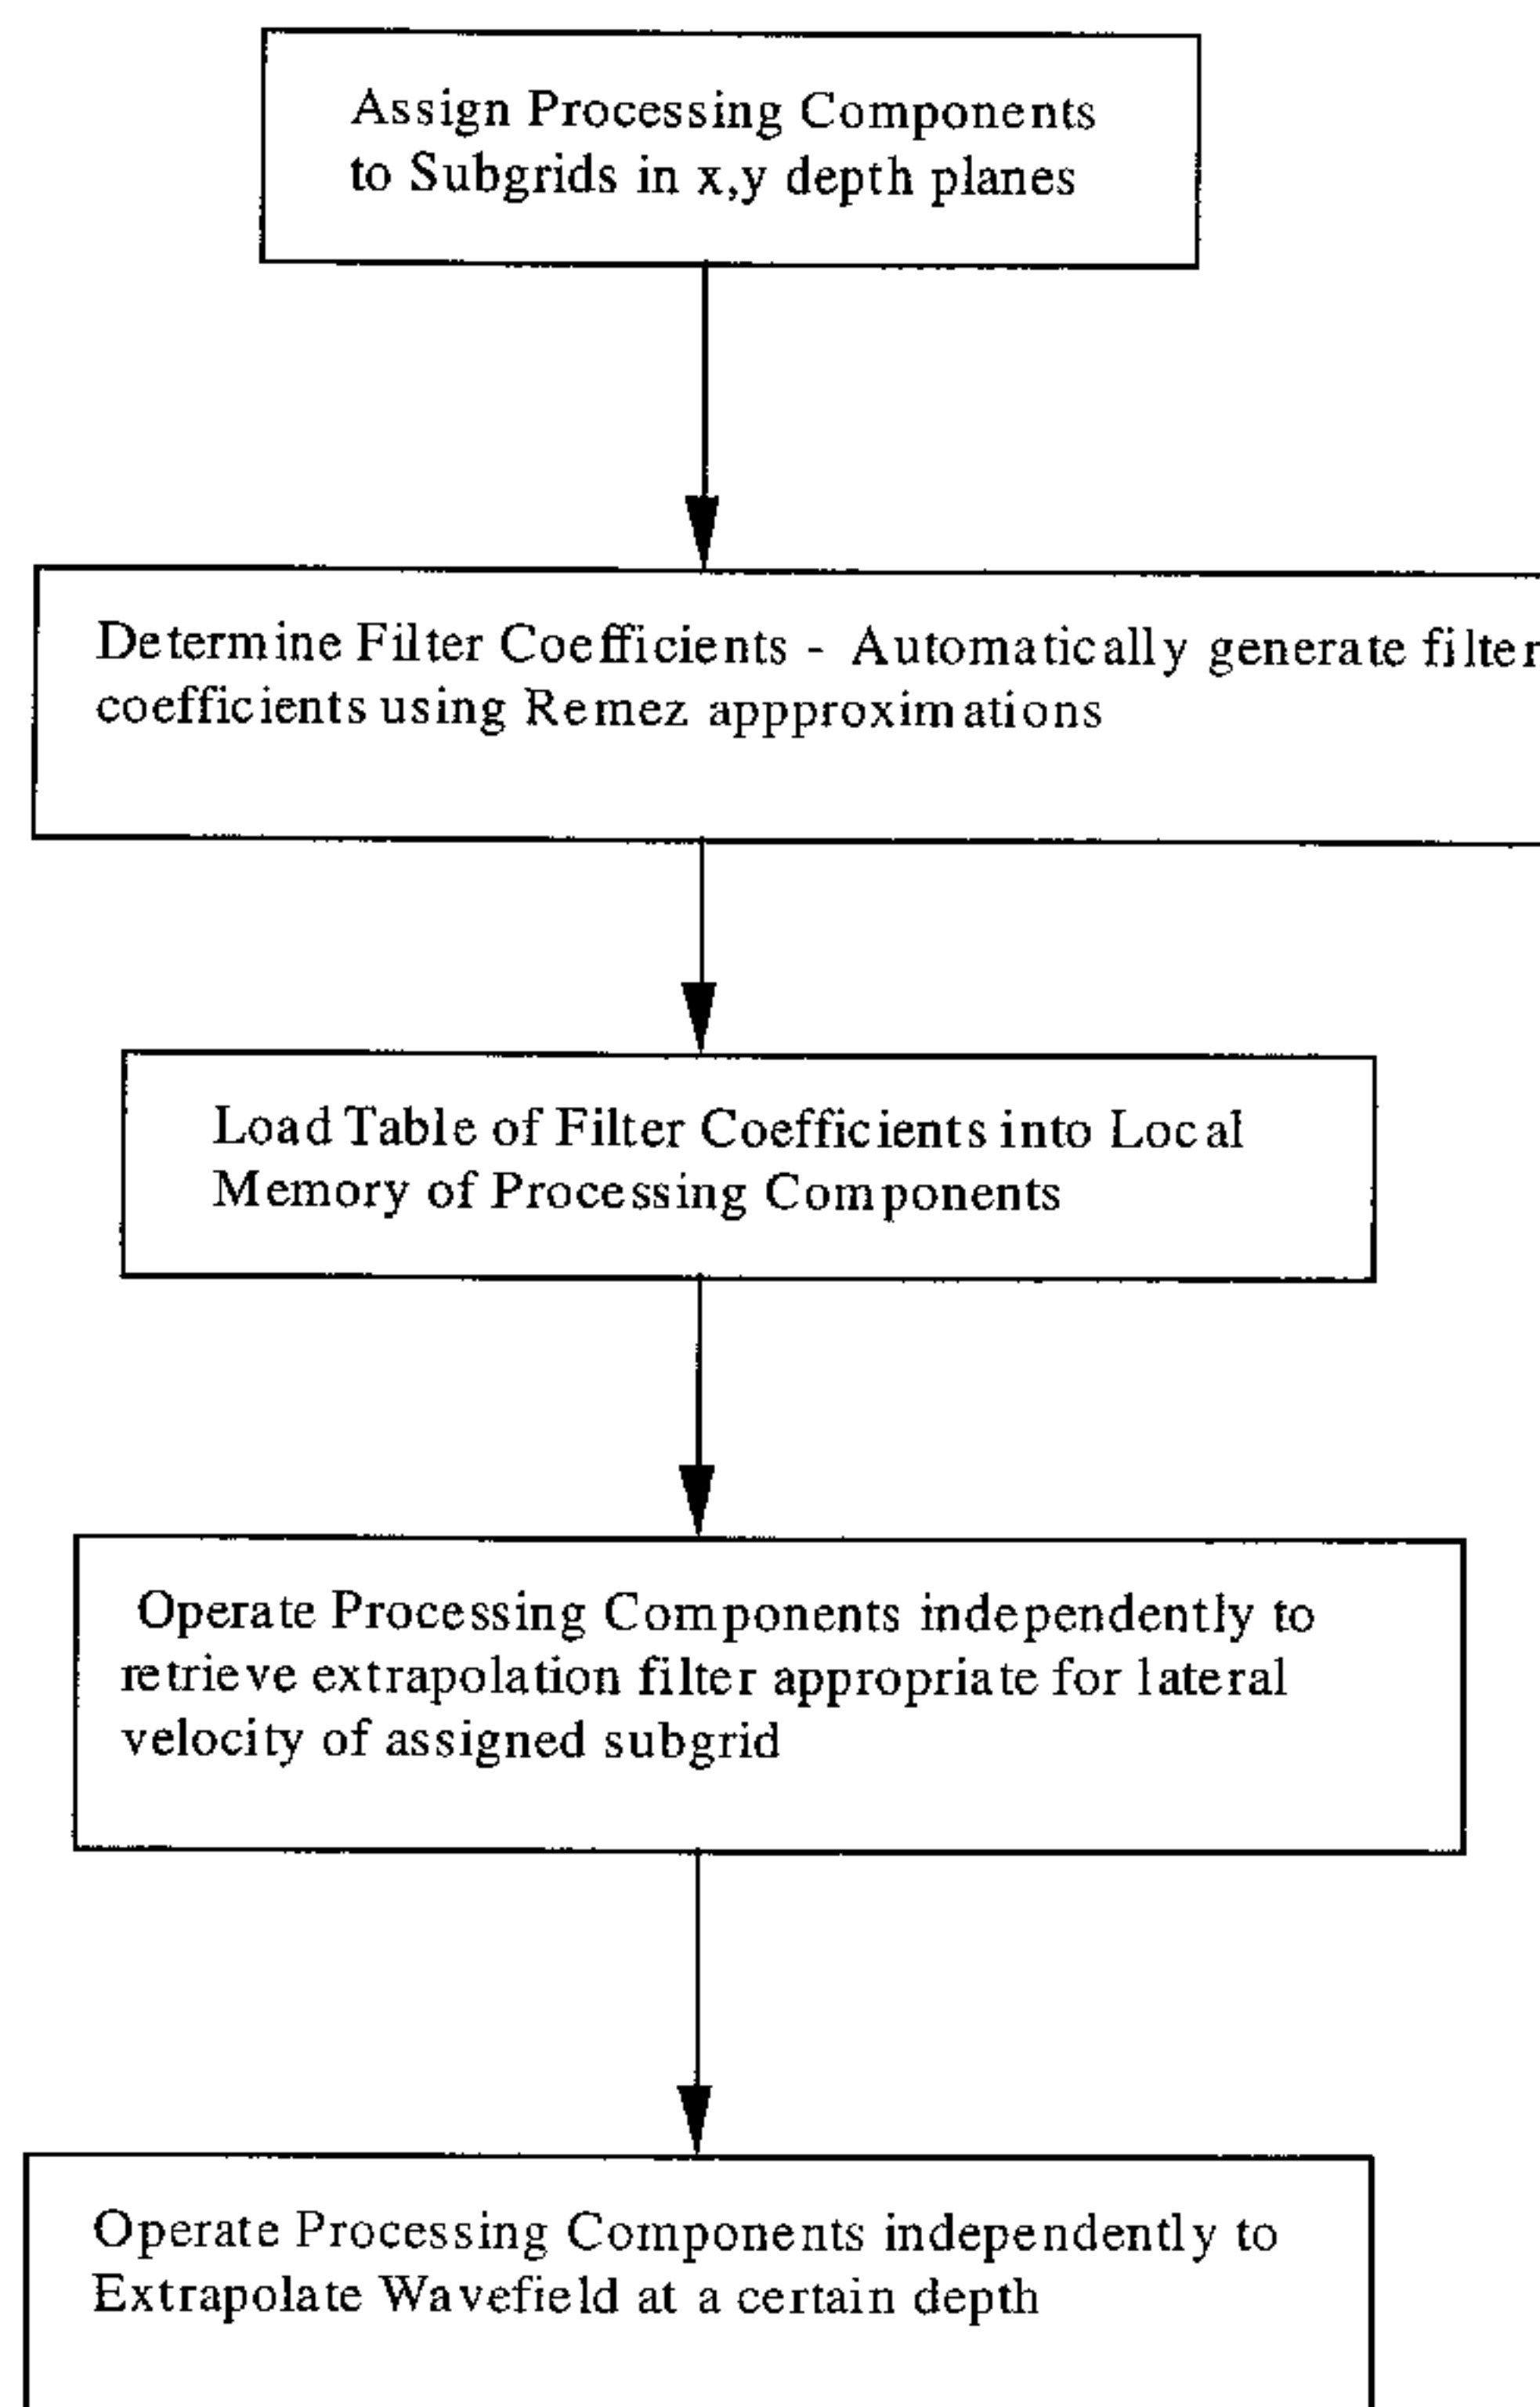 Assign Processing Components
to Subgrids in x,y depth planes
Determine Filter Coefficients - Automatically generate filter
coefficients using Remez appproximations
Load Table of Filter Coefficients into Local
Memory of Processing Components
Operate Processing Components independently to
retrieve extrapolation filter appropriate for lateral
velocity of assigned subgrid
Operate Processing Components independently to
Extrapolate Wavefield at a certain depth